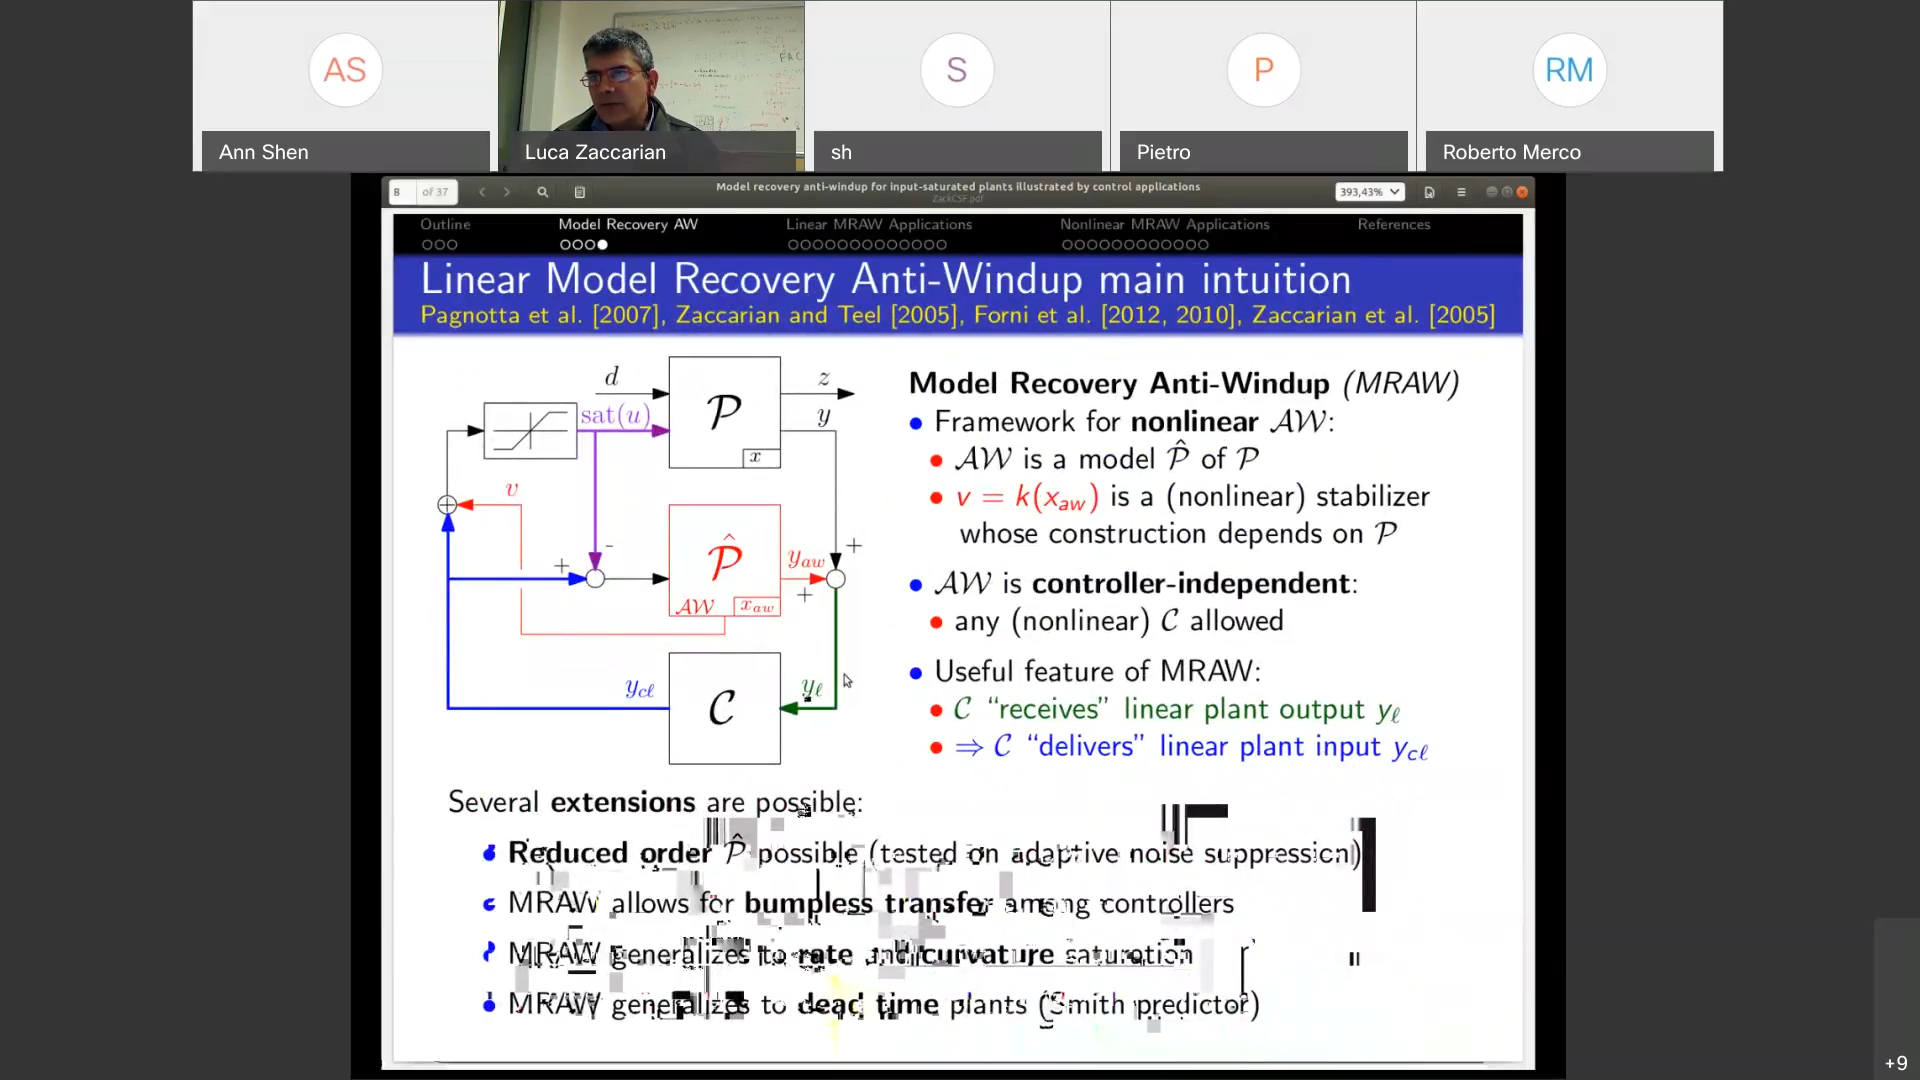 AS
S
P
RM
Ann Shen
Luca Zaccarian
sh
Pietro
Roberto Merco
8 of 37
Model recovery anti-windup for input-saturated plants illustrated by control applications
ZackCSF.pdf
393,43%
Outline
Model Recovery AW
Linear MRAW Applications
Nonlinear MRAW Applications
References
Linear Model Recovery Anti-Windup main intuition
Pagnotta et al. [2007], Zaccarian and Teel [2005], Forni et al. [2012, 2010], Zaccarian et al. [2005]
d
z
sat(u)
P
y
x
v
+
-
+
P̂
y_aw
+
AW
x_aw
y_cℓ
C
y_ℓ
Model Recovery Anti-Windup (MRAW)
• Framework for nonlinear AW:
• AW is a model P̂ of P
• v = k(x_aw) is a (nonlinear) stabilizer
whose construction depends on P
• AW is controller-independent:
• any (nonlinear) C allowed
• Useful feature of MRAW:
• C “receives” linear plant output y_ℓ
• ⇒ C “delivers” linear plant input y_cℓ
Several extensions are possible:
• Reduced order P̂ possible (tested on adaptive noise suppression)
• MRAW allows for bumpless transfer among controllers
• MRAW generalizes to rate and curvature saturation
• MRAW generalizes to dead time plants (Smith predictor)
+9